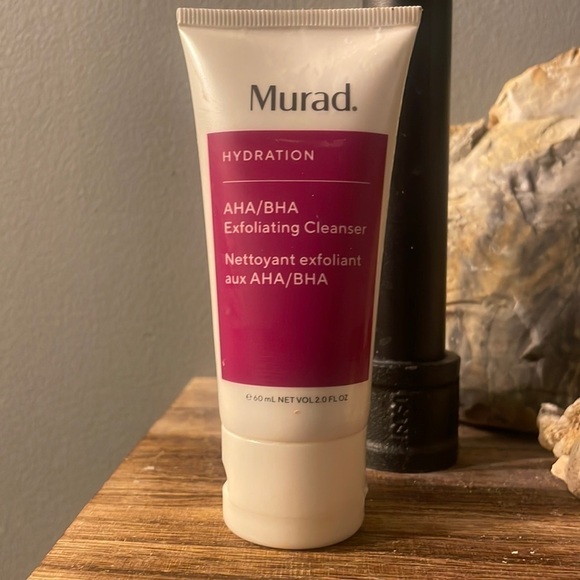 Murad.
HYDRATION
AHA/BHA
Exfoliating Cleanser
Nettoyant exfoliant
aux AHA/BHA
℮ 60 mL NET VOL 2.0 FL OZ